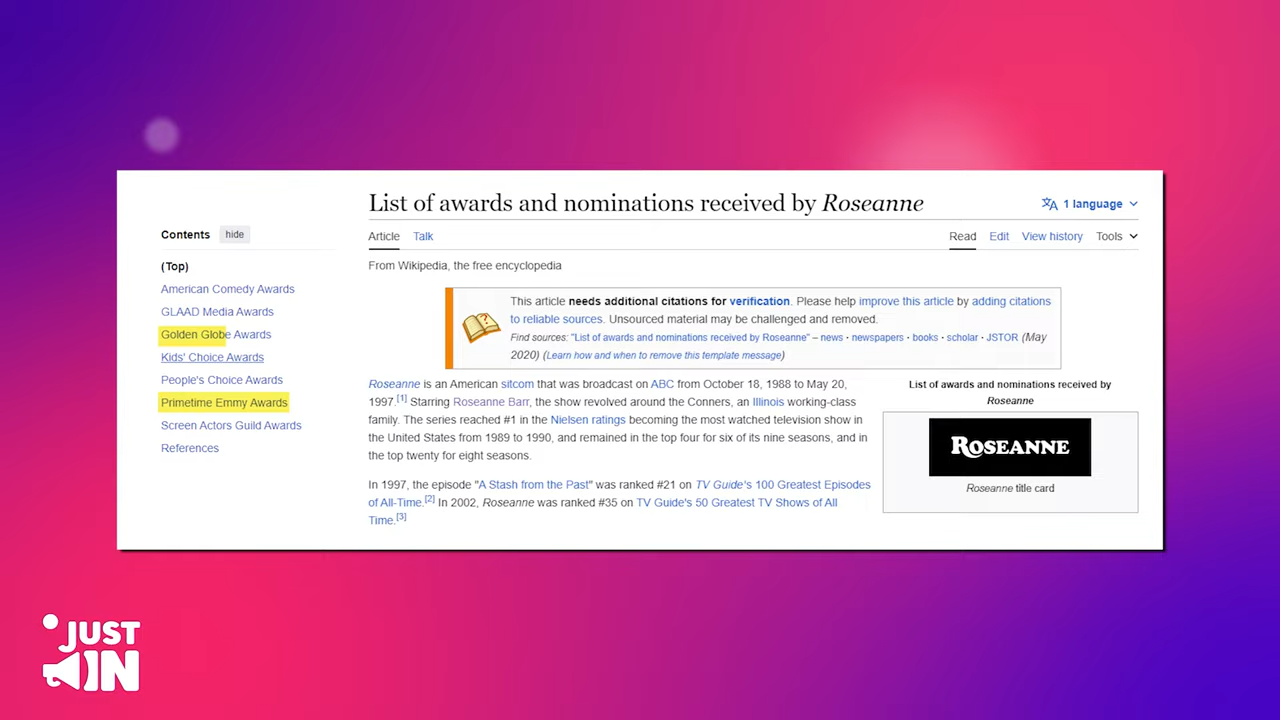 List of awards and nominations received by Roseanne
1 language
Contents
hide
Article
Talk
Read
Edit
View history
Tools
(Top)
American Comedy Awards
GLAAD Media Awards
Golden Globe Awards
Kids' Choice Awards
People's Choice Awards
Primetime Emmy Awards
Screen Actors Guild Awards
References
From Wikipedia, the free encyclopedia
This article needs additional citations for verification. Please help improve this article by adding citations
to reliable sources. Unsourced material may be challenged and removed.
Find sources: "List of awards and nominations received by Roseanne" – news · newspapers · books · scholar · JSTOR (May
2020) (Learn how and when to remove this template message)
Roseanne is an American sitcom that was broadcast on ABC from October 18, 1988 to May 20,
1997.[1] Starring Roseanne Barr, the show revolved around the Conners, an Illinois working-class
family. The series reached #1 in the Nielsen ratings becoming the most watched television show in
the United States from 1989 to 1990, and remained in the top four for six of its nine seasons, and in
the top twenty for eight seasons.
In 1997, the episode "A Stash from the Past" was ranked #21 on TV Guide's 100 Greatest Episodes
of All-Time.[2] In 2002, Roseanne was ranked #35 on TV Guide's 50 Greatest TV Shows of All
Time.[3]
List of awards and nominations received by
Roseanne
ROSEANNE
Roseanne title card
JUST
IN